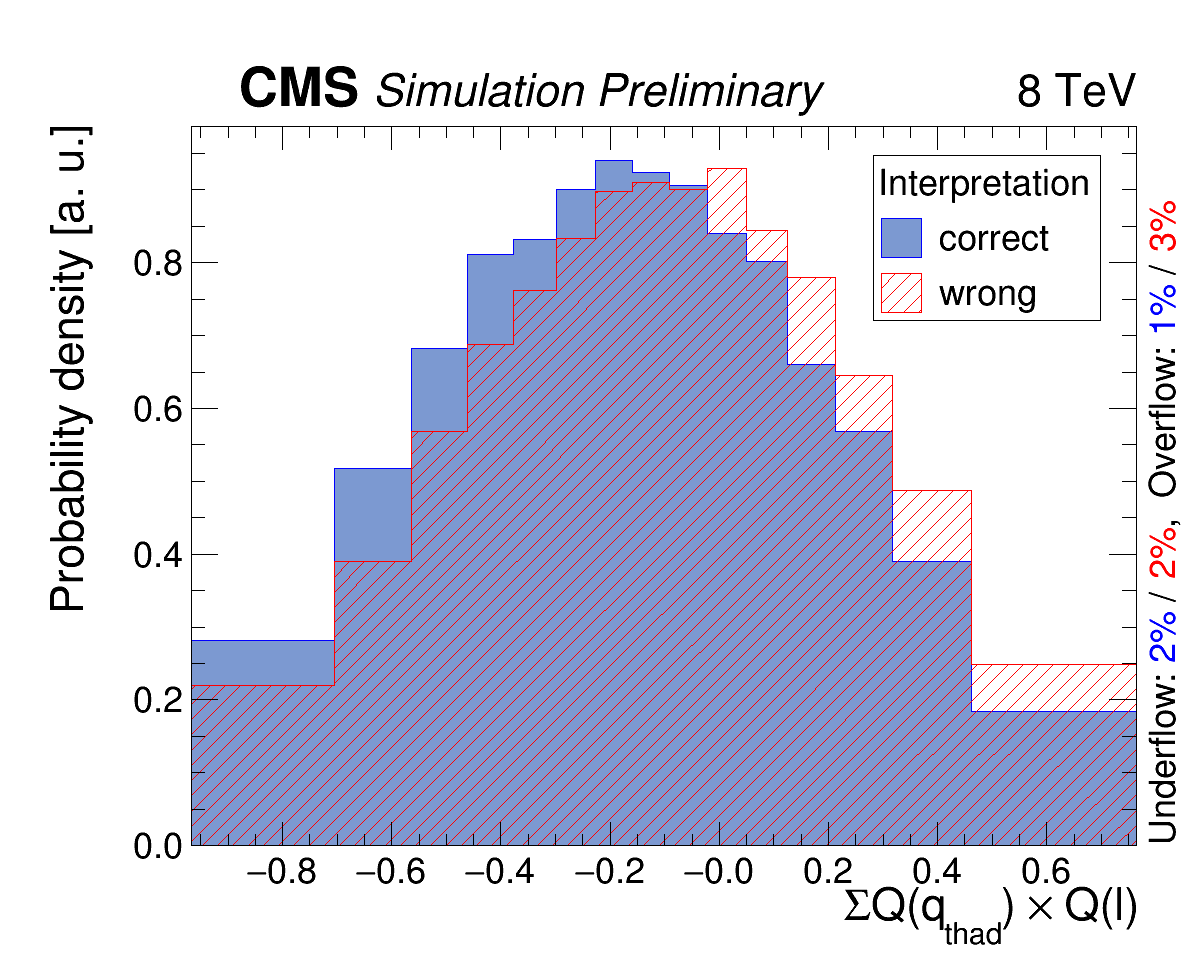 CMS Simulation Preliminary 8 TeV
Probability density [a. u.]
0.8
0.6
0.4
0.2
0.0
Interpretation
correct
wrong
−0.8 −0.6 −0.4 −0.2 −0.0 0.2 0.4 0.6
ΣQ(q_thad) × Q(l)
Underflow: 2% / 2%, Overflow: 1% / 3%